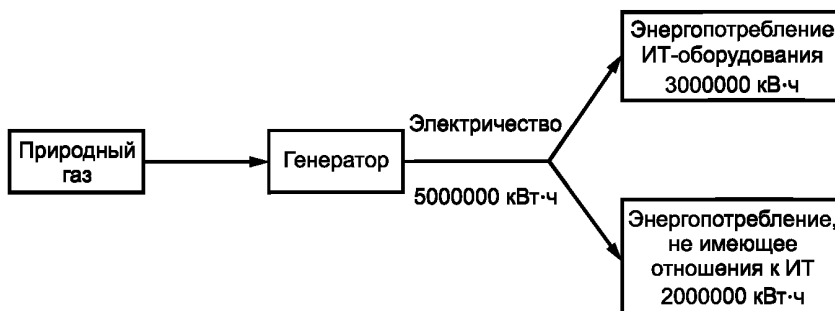 Энергопотребление
ИТ-оборудования
3000000 кВ·ч
Электричество
Природный
газ
Генератор
5000000 кВт·ч
Энергопотребление,
не имеющее
отношения к ИТ
2000000 кВт·ч